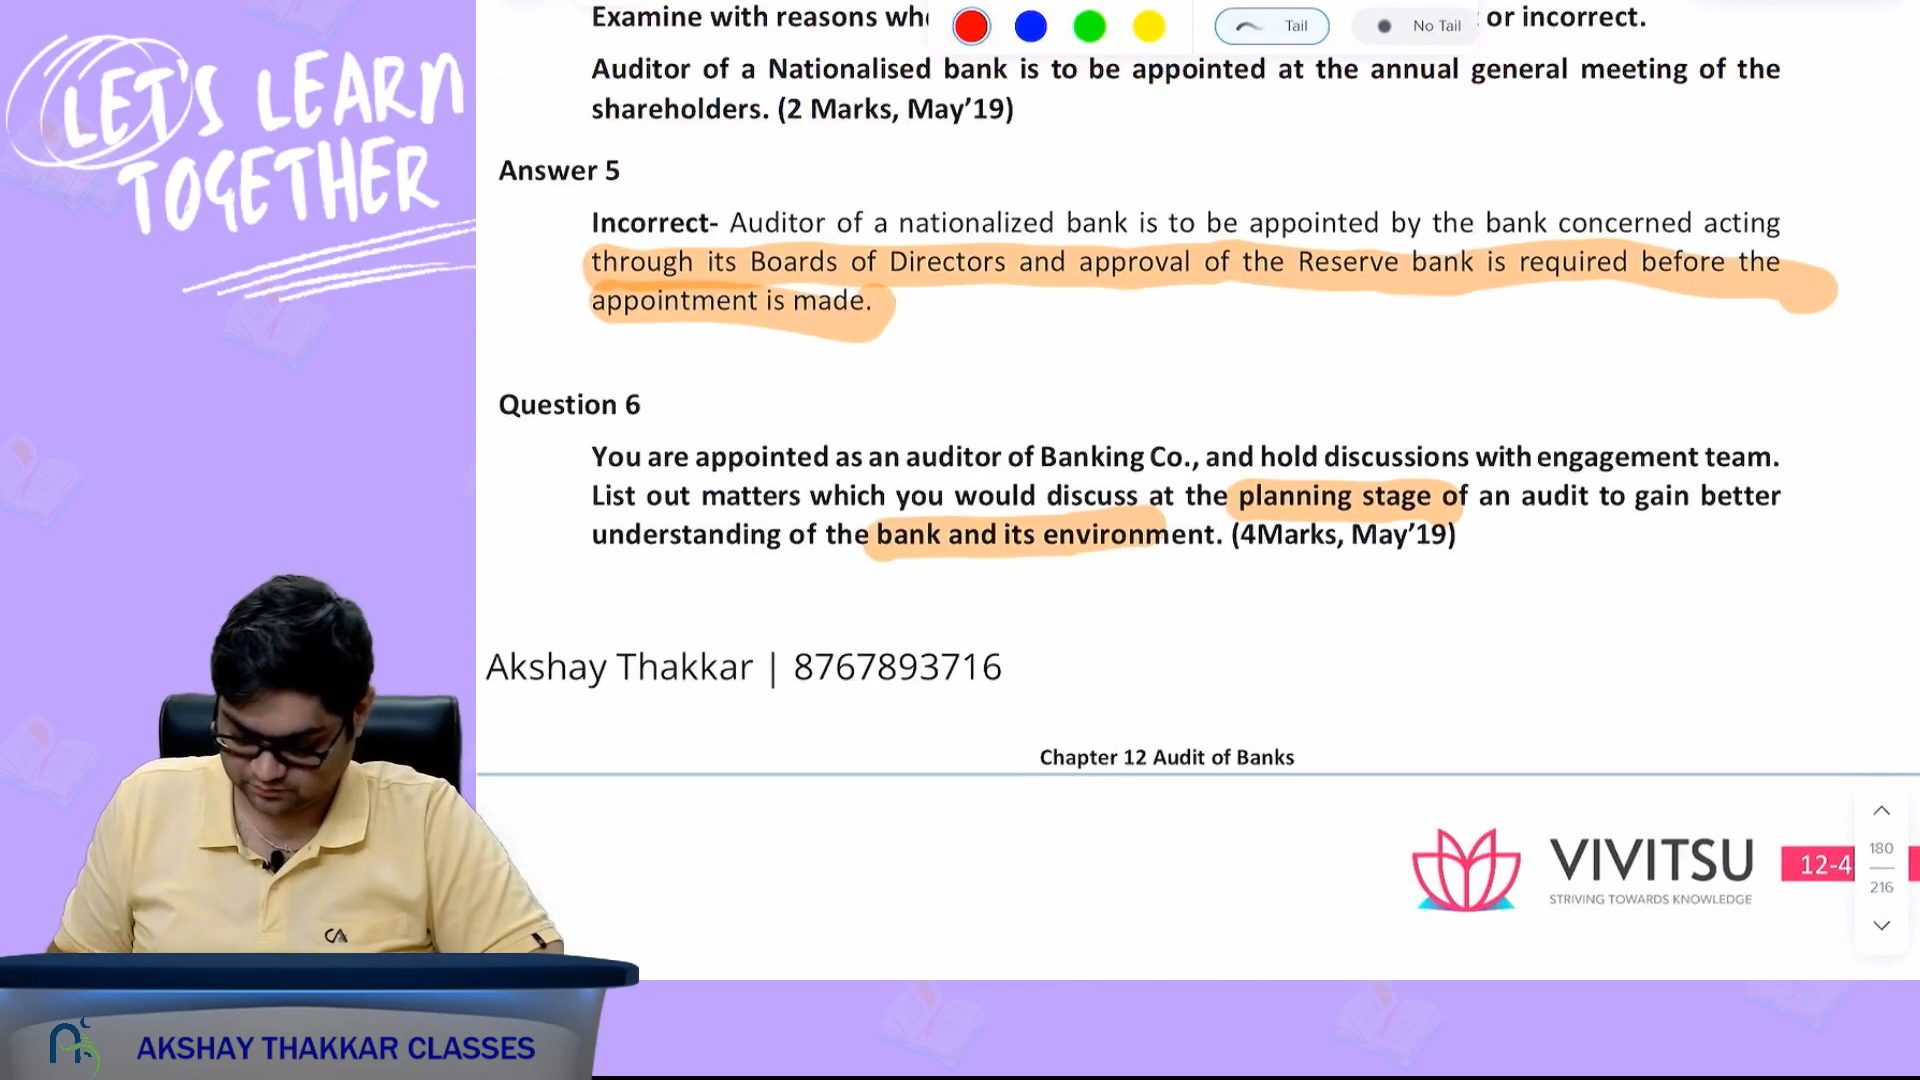 LET'S LEARN
TOGETHER
Examine with reasons
Tail
No Tail
or incorrect.
Auditor of a Nationalised bank is to be appointed at the annual general meeting of the
shareholders. (2 Marks, May'19)
Answer 5
Incorrect- Auditor of a nationalized bank is to be appointed by the bank concerned acting
through its Boards of Directors and approval of the Reserve bank is required before the
appointment is made.
Question 6
You are appointed as an auditor of Banking Co., and hold discussions with engagement team.
List out matters which you would discuss at the planning stage of an audit to gain better
understanding of the bank and its environment. (4Marks, May'19)
Akshay Thakkar | 8767893716
Chapter 12 Audit of Banks
VIVITSU
STRIVING TOWARDS KNOWLEDGE
12-4
180
216
CA
AKSHAY THAKKAR CLASSES